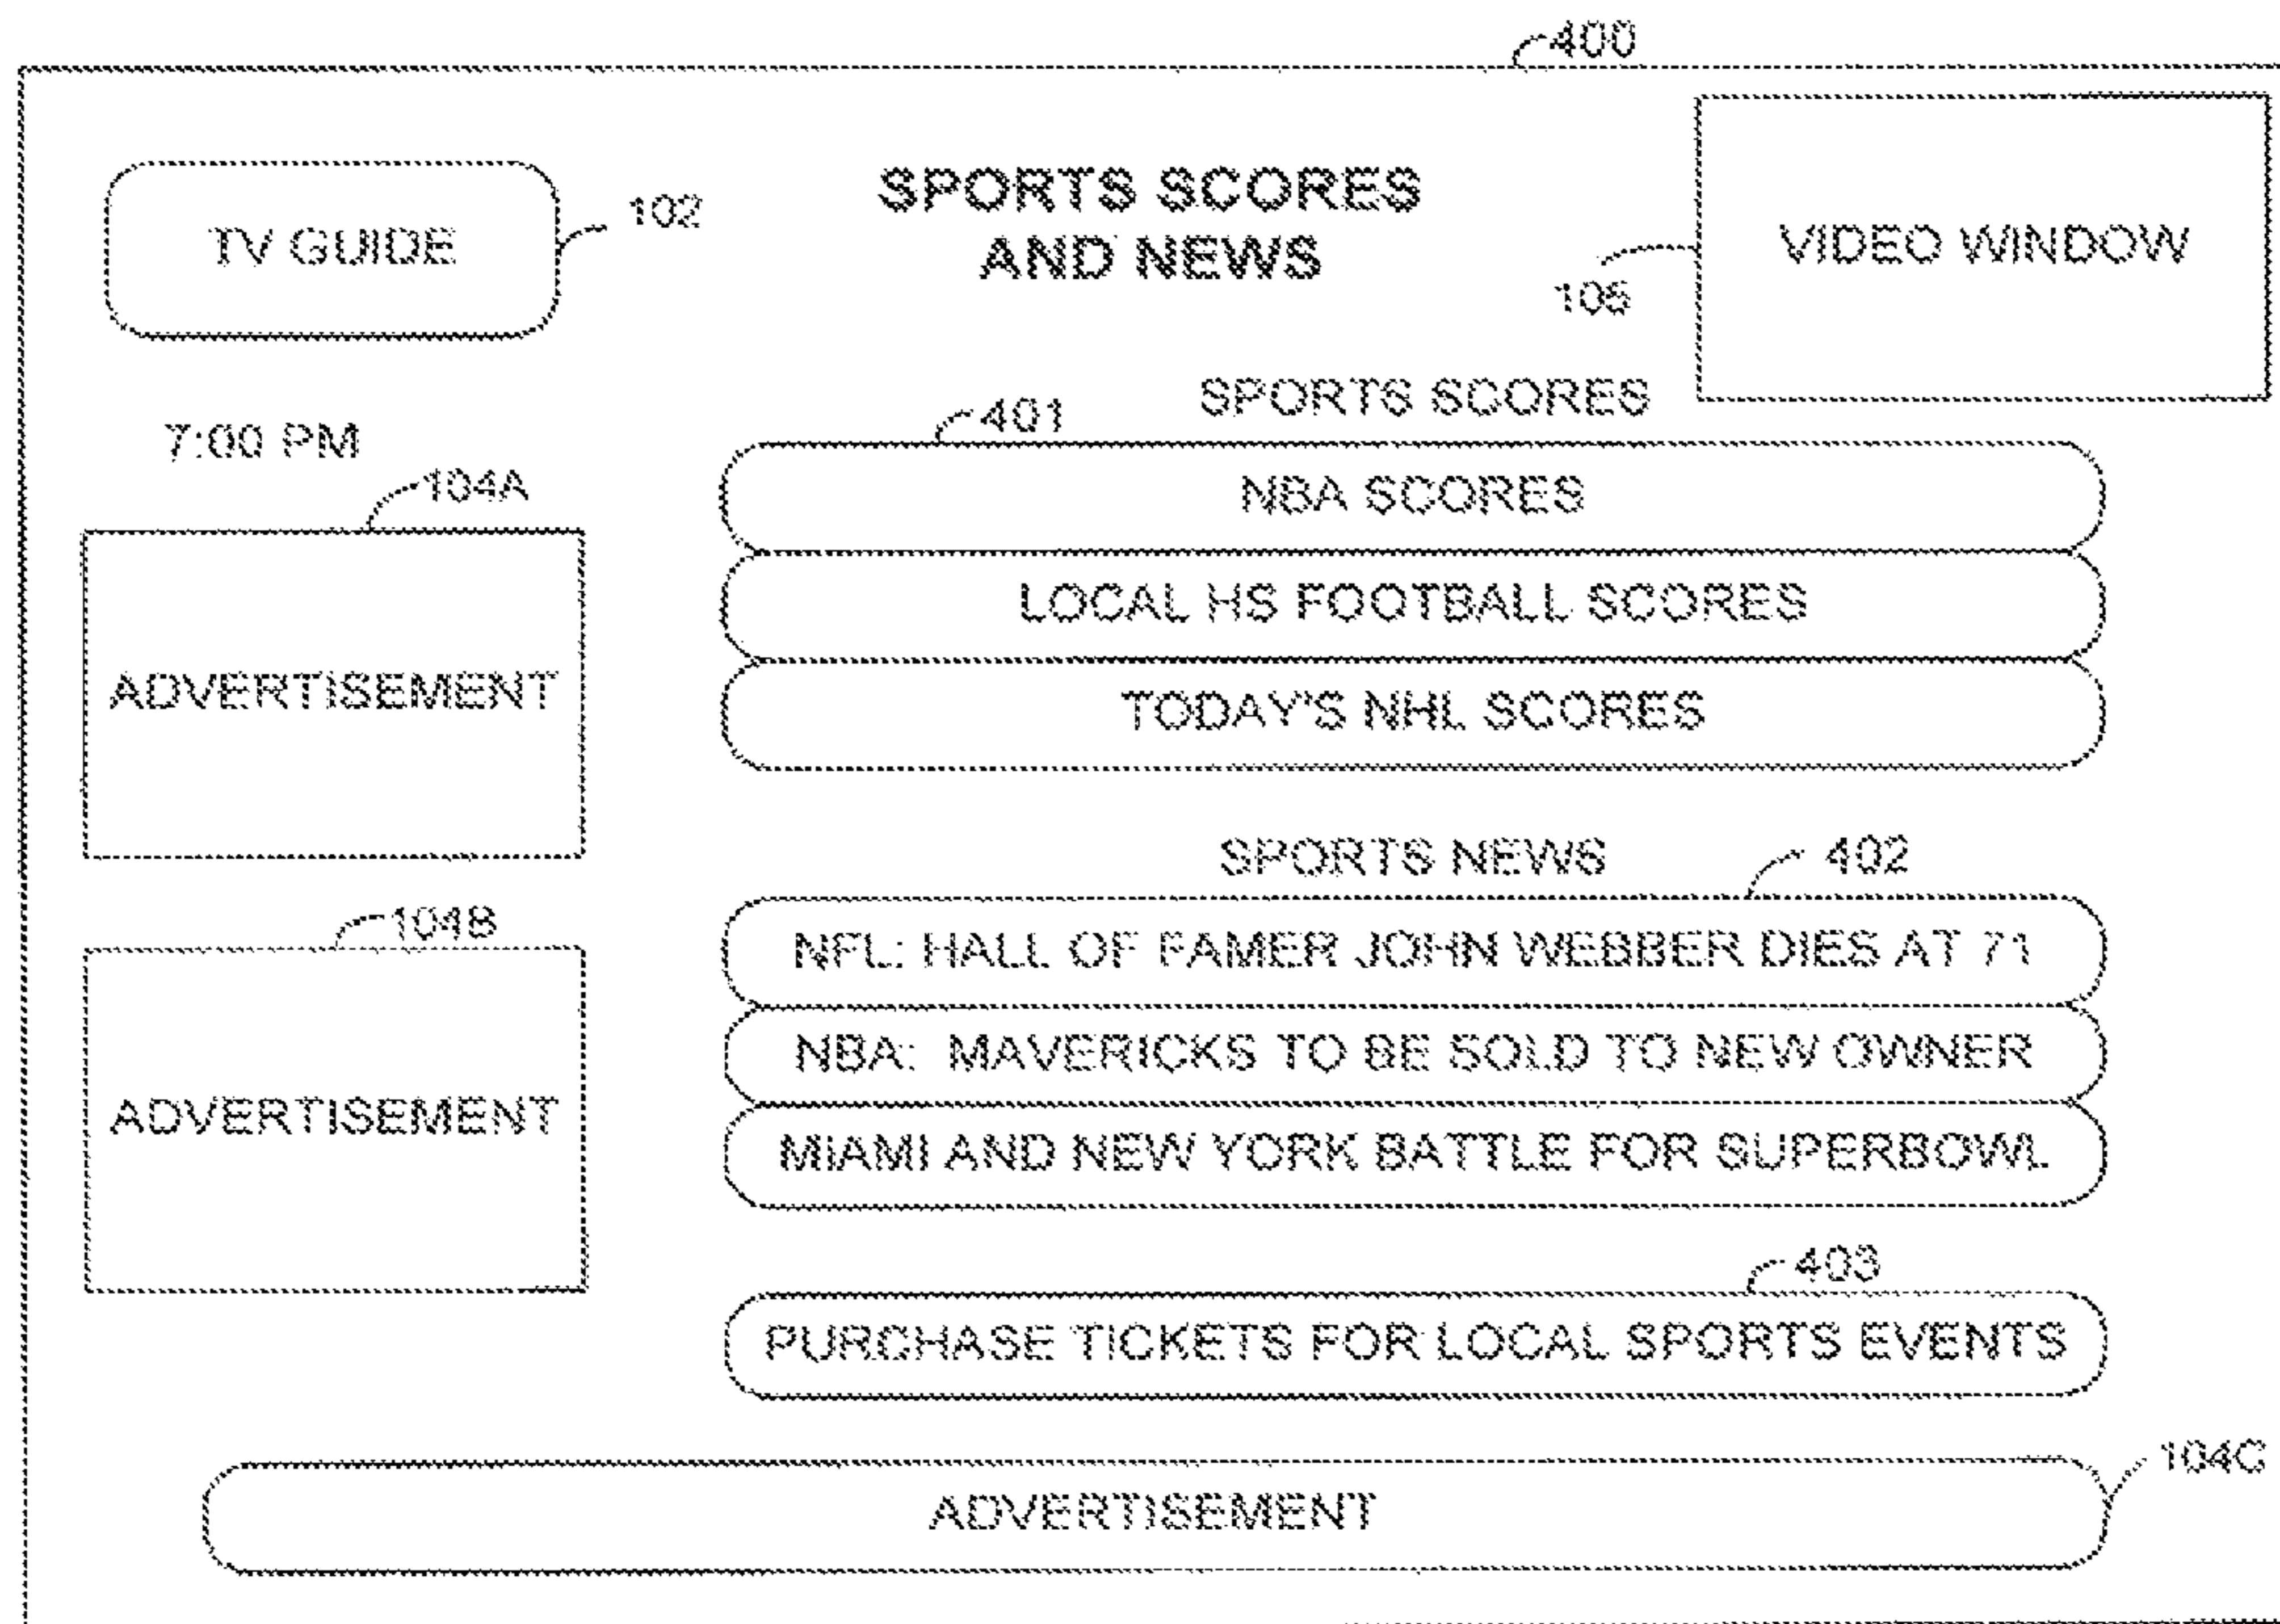 400
TV GUIDE
102
SPORTS SCORES
AND NEWS
VIDEO WINDOW
105
7:00 PM
SPORTS SCORES
401
NBA SCORES
LOCAL HS FOOTBALL SCORES
TODAY'S NHL SCORES
104A
ADVERTISEMENT
SPORTS NEWS
402
NFL: HALL OF FAMER JOHN WEBBER DIES AT 71
NBA: MAVERICKS TO BE SOLD TO NEW OWNER
MIAMI AND NEW YORK BATTLE FOR SUPERBOWL
104B
ADVERTISEMENT
403
PURCHASE TICKETS FOR LOCAL SPORTS EVENTS
104C
ADVERTISEMENT